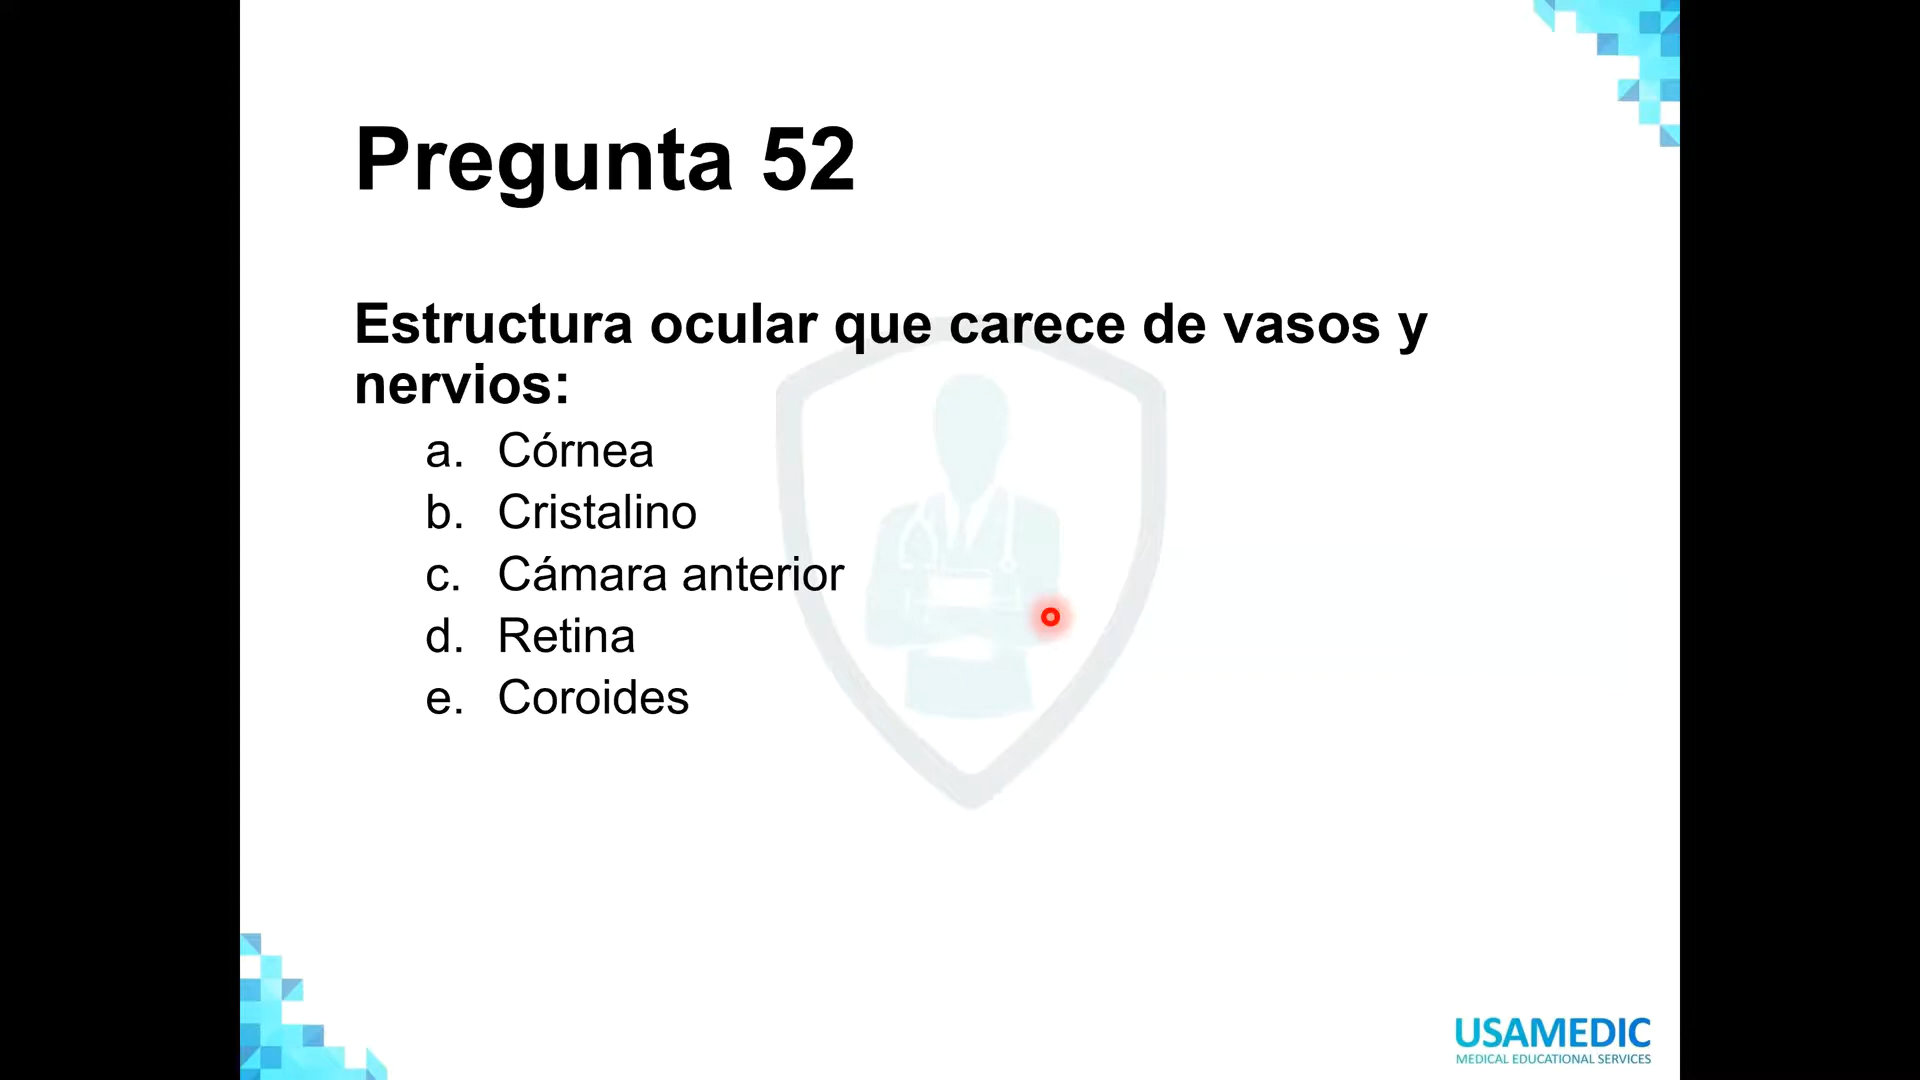 Pregunta 52
Estructura ocular que carece de vasos y
nervios:
a. Córnea
b. Cristalino
c. Cámara anterior
d. Retina
e. Coroides
USAMEDIC
MEDICAL EDUCATIONAL SERVICES